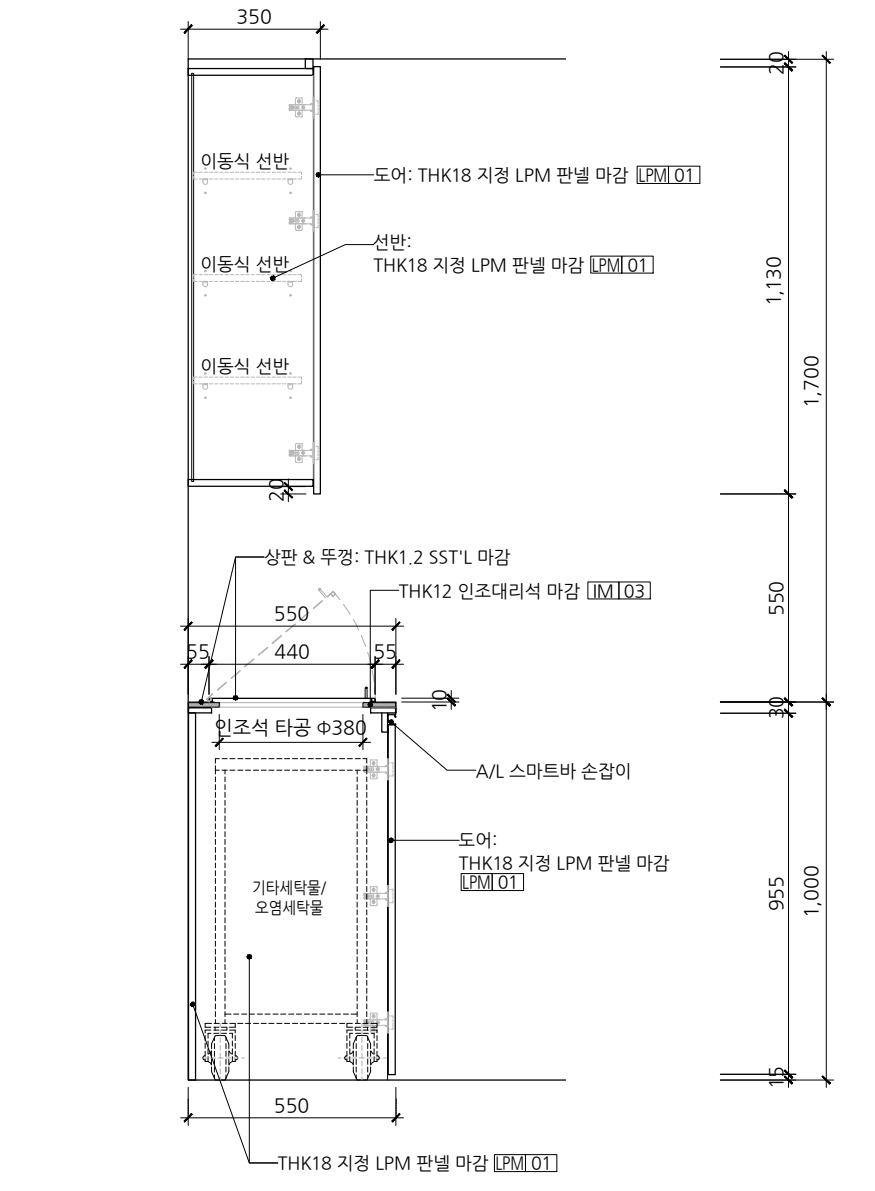 350
20
이동식 선반
도어: THK18 지정 LPM 판넬 마감 LPM 01
선반:
이동식 선반
THK18 지정 LPM 판넬 마감 LPM 01
1,130
1,700
이동식 선반
20
상판 & 뚜껑: THK1.2 SST'L 마감
THK12 인조대리석 마감 IM 03
550
550
55
440
55
10
30
인조석 타공 Φ380
A/L 스마트바 손잡이
도어:
THK18 지정 LPM 판넬 마감
LPM 01
기타세탁물/
오염세탁물
955
1,000
15
550
THK18 지정 LPM 판넬 마감 LPM 01